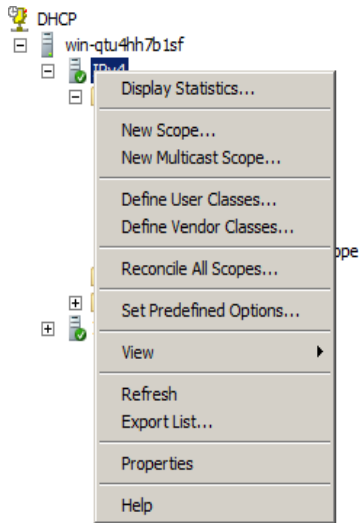 DHCP
win-qtu4hh7b1sf
IPv4
Display Statistics...
New Scope...
New Multicast Scope...
Define User Classes...
Define Vendor Classes...
ope
Reconcile All Scopes...
Set Predefined Options...
View
Refresh
Export List...
Properties
Help